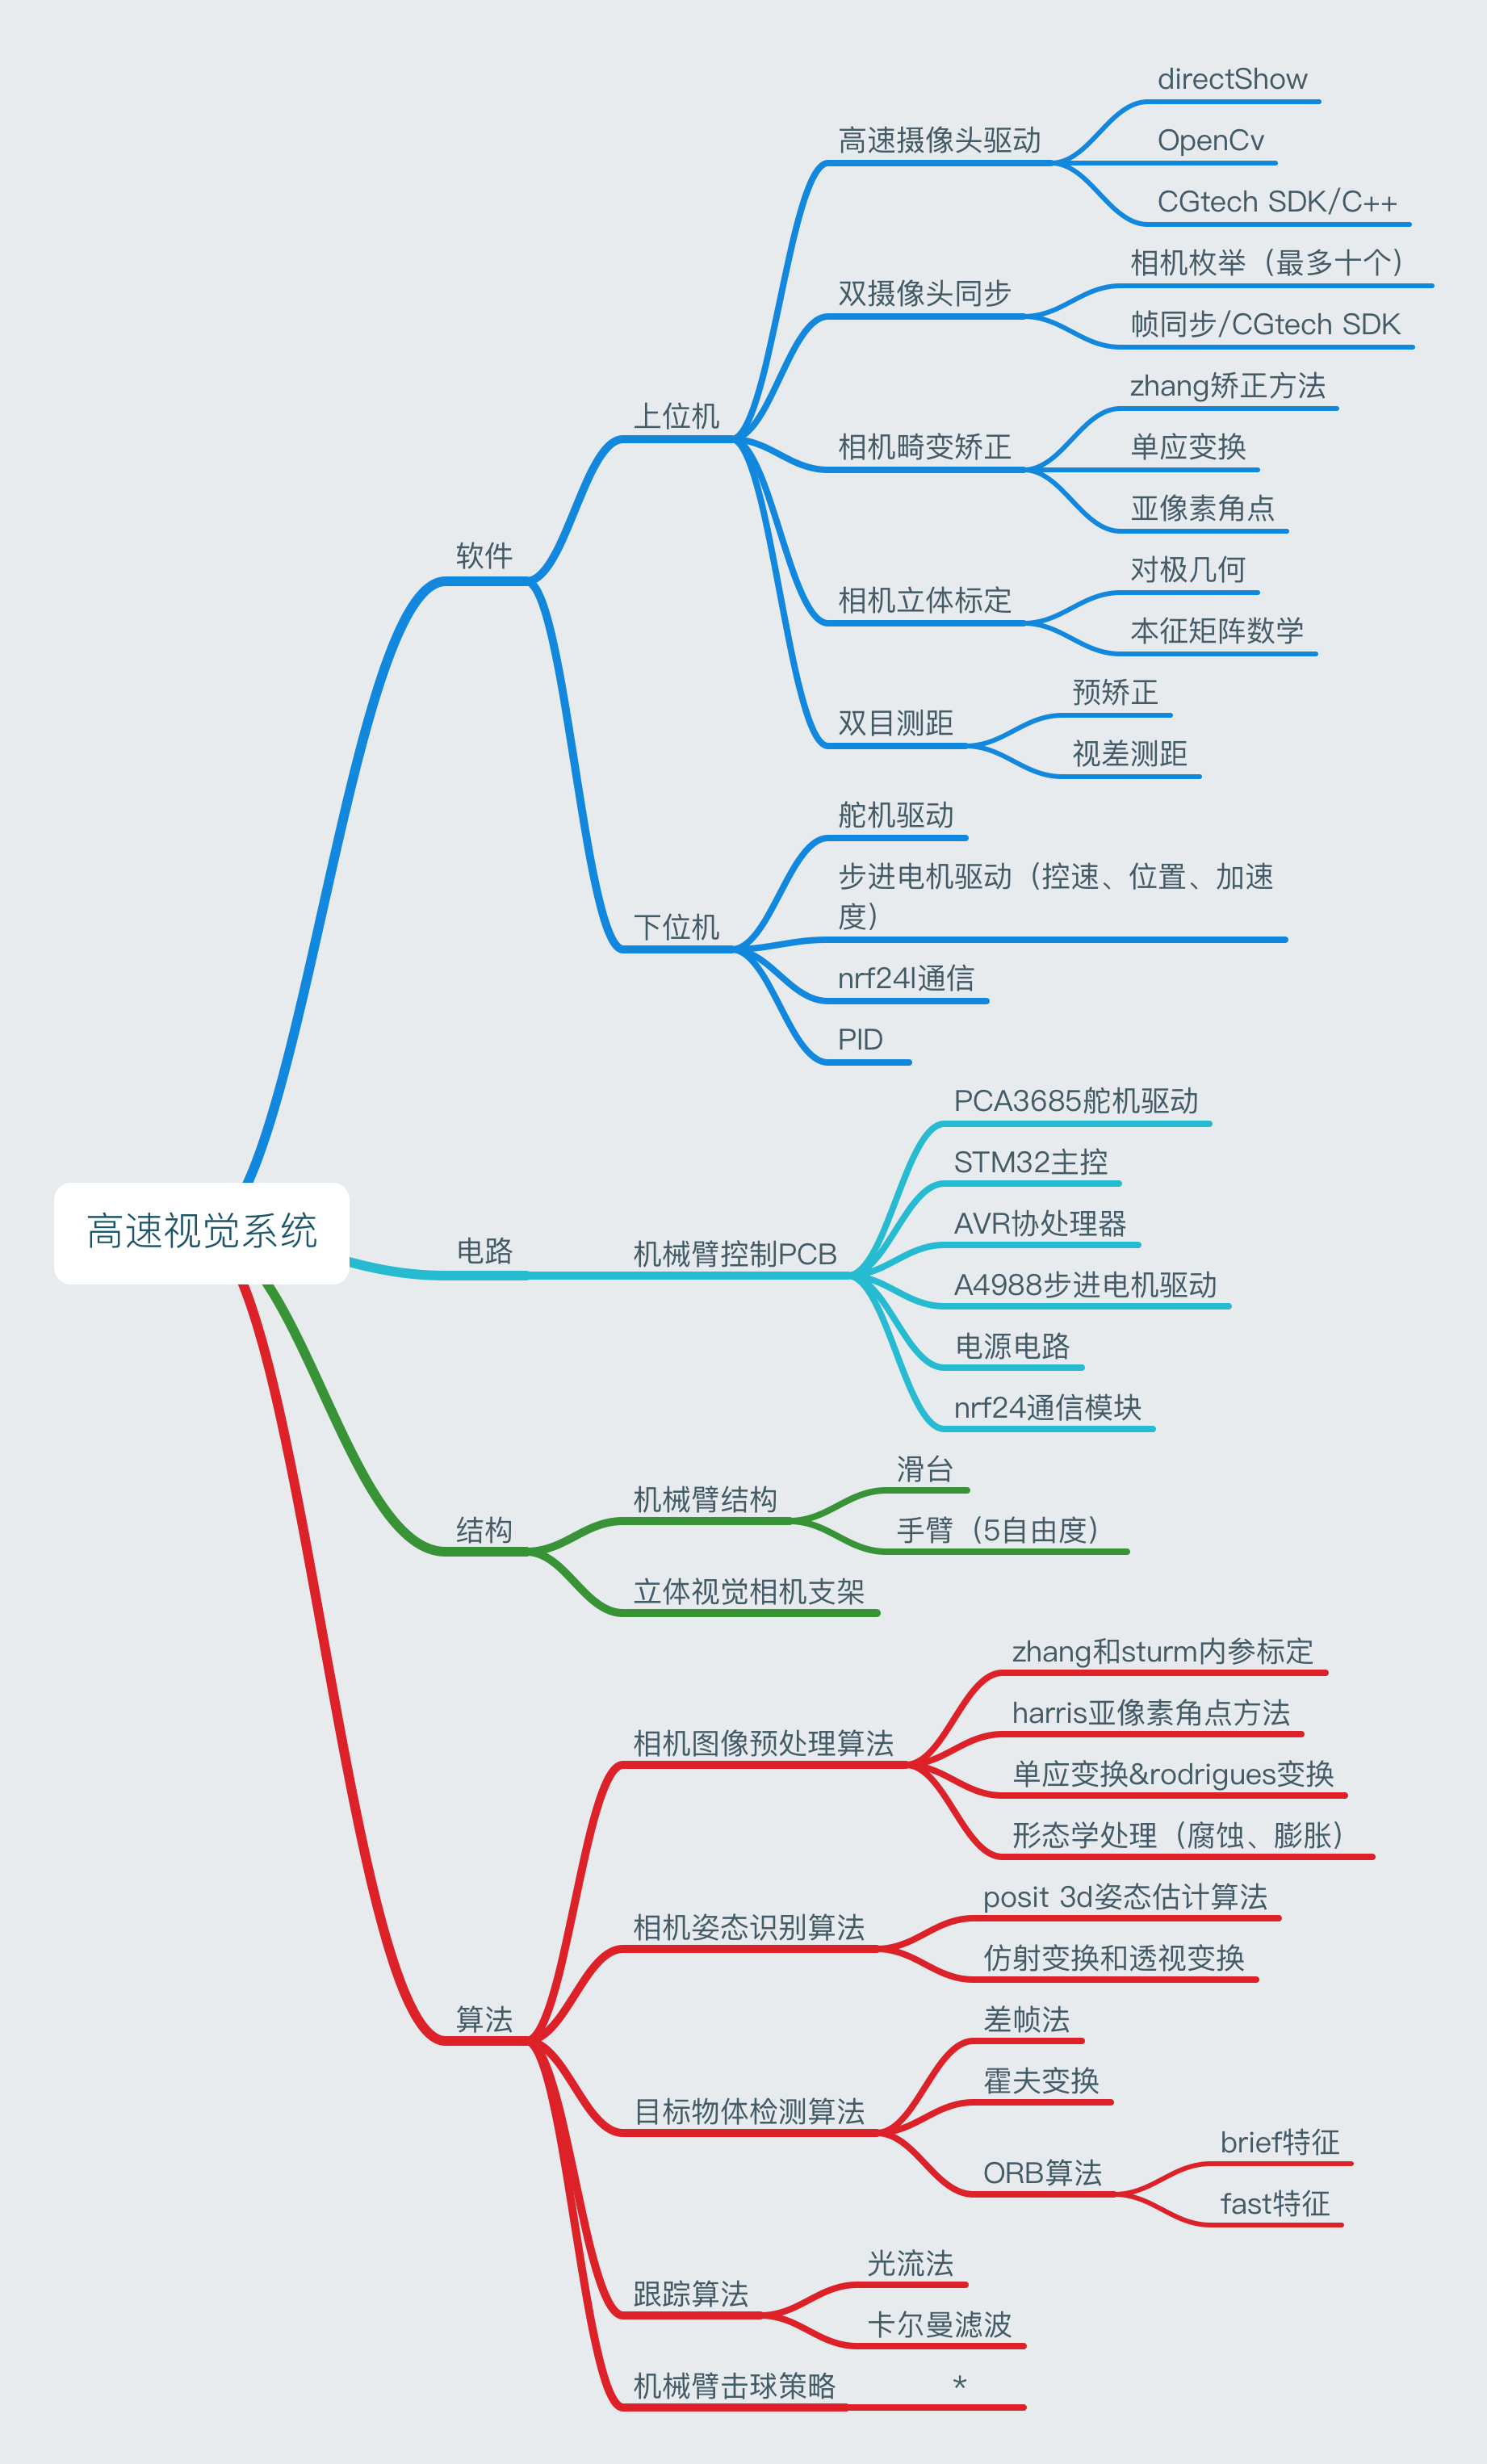 高速视觉系统
软件
上位机
高速摄像头驱动
directShow
OpenCv
CGtech SDK/C++
双摄像头同步
相机枚举（最多十个）
帧同步/CGtech SDK
相机畸变矫正
zhang矫正方法
单应变换
亚像素角点
相机立体标定
对极几何
本征矩阵数学
双目测距
预矫正
视差测距
下位机
舵机驱动
步进电机驱动（控速、位置、加速
度）
nrf24l通信
PID
电路
机械臂控制PCB
PCA3685舵机驱动
STM32主控
AVR协处理器
A4988步进电机驱动
电源电路
nrf24通信模块
结构
机械臂结构
滑台
手臂（5自由度）
立体视觉相机支架
算法
相机图像预处理算法
zhang和sturm内参标定
harris亚像素角点方法
单应变换&rodrigues变换
形态学处理（腐蚀、膨胀）
相机姿态识别算法
posit 3d姿态估计算法
仿射变换和透视变换
目标物体检测算法
差帧法
霍夫变换
ORB算法
brief特征
fast特征
跟踪算法
光流法
卡尔曼滤波
机械臂击球策略
*